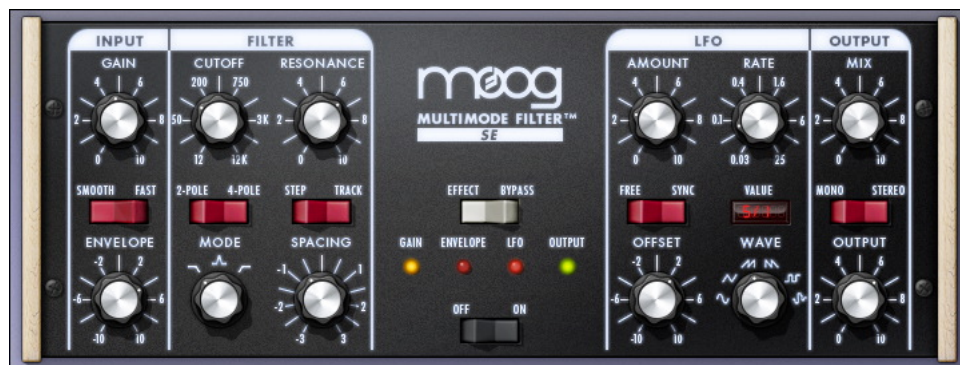 INPUT FILTER LFO OUTPUT
GAIN CUTOFF RESONANCE AMOUNT RATE MIX
4 6 200 750 4 6 4 6 0.4 1.6 4 6
2 8 50 3K 2 8 2 8 0.1 6 2 8
0 10 12 12K 0 10 0 10 0.03 25 0 10
moog
MULTIMODE FILTER™
SE
SMOOTH FAST 2-POLE 4-POLE STEP TRACK EFFECT BYPASS FREE SYNC VALUE MONO STEREO
5/1
ENVELOPE MODE SPACING GAIN ENVELOPE LFO OUTPUT OFFSET WAVE OUTPUT
-2 2 -1 1 -2 2 4 6
-6 6 -2 2 -6 6 2 8
-10 10 -3 3 -10 10 0 10
OFF ON